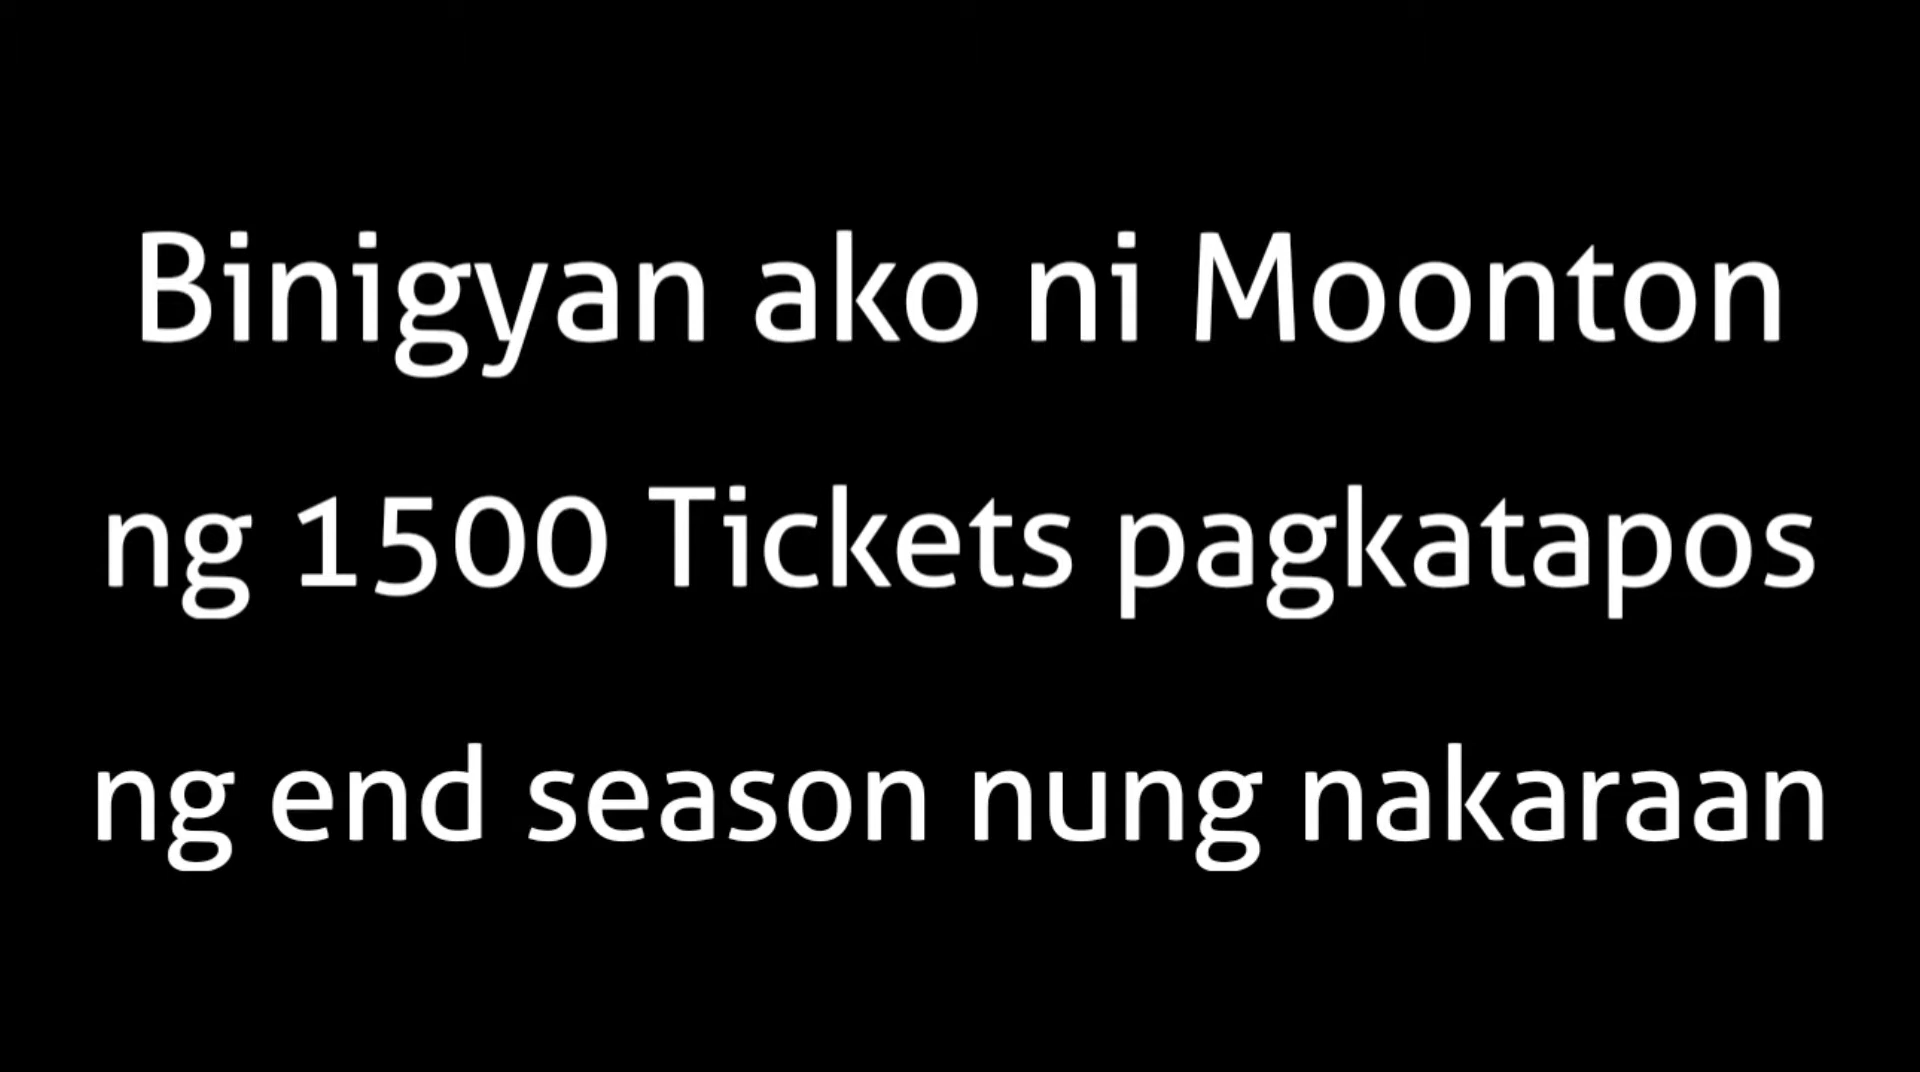 Binigyan ako ni Moonton
ng 1500 Tickets pagkatapos
ng end season nung nakaraan